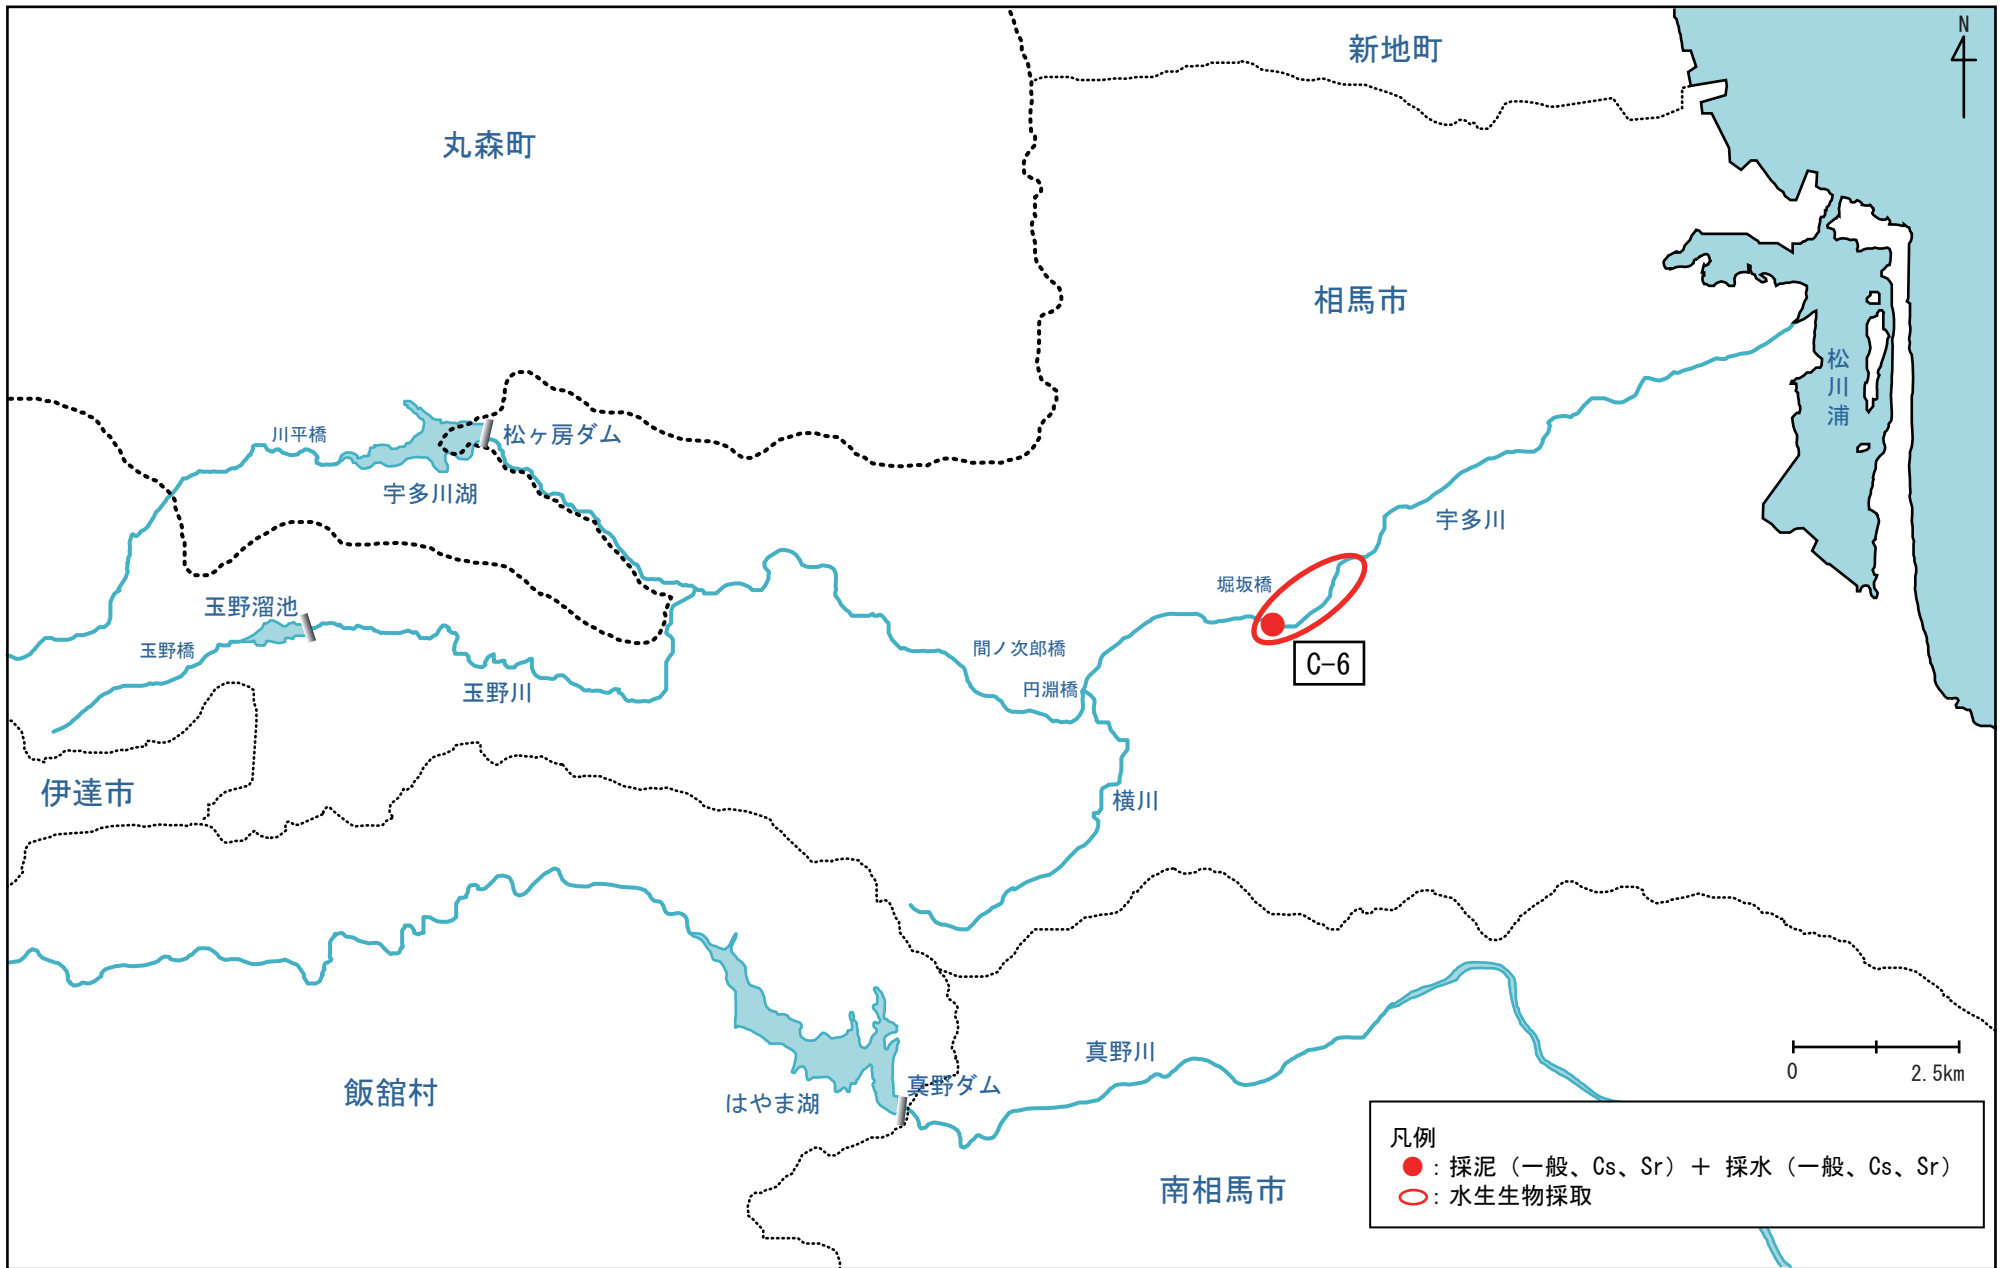 新地町
N
丸森町
相馬市
松川浦
川平橋
松ヶ房ダム
宇多川湖
宇多川
堀坂橋
玉野溜池
玉野橋
間ノ次郎橋
C-6
円淵橋
玉野川
伊達市
横川
真野川
0 2.5km
真野ダム
飯舘村
はやま湖
南相馬市
凡例
：採泥（一般、Cs、Sr）＋ 採水（一般、Cs、Sr）
：水生生物採取